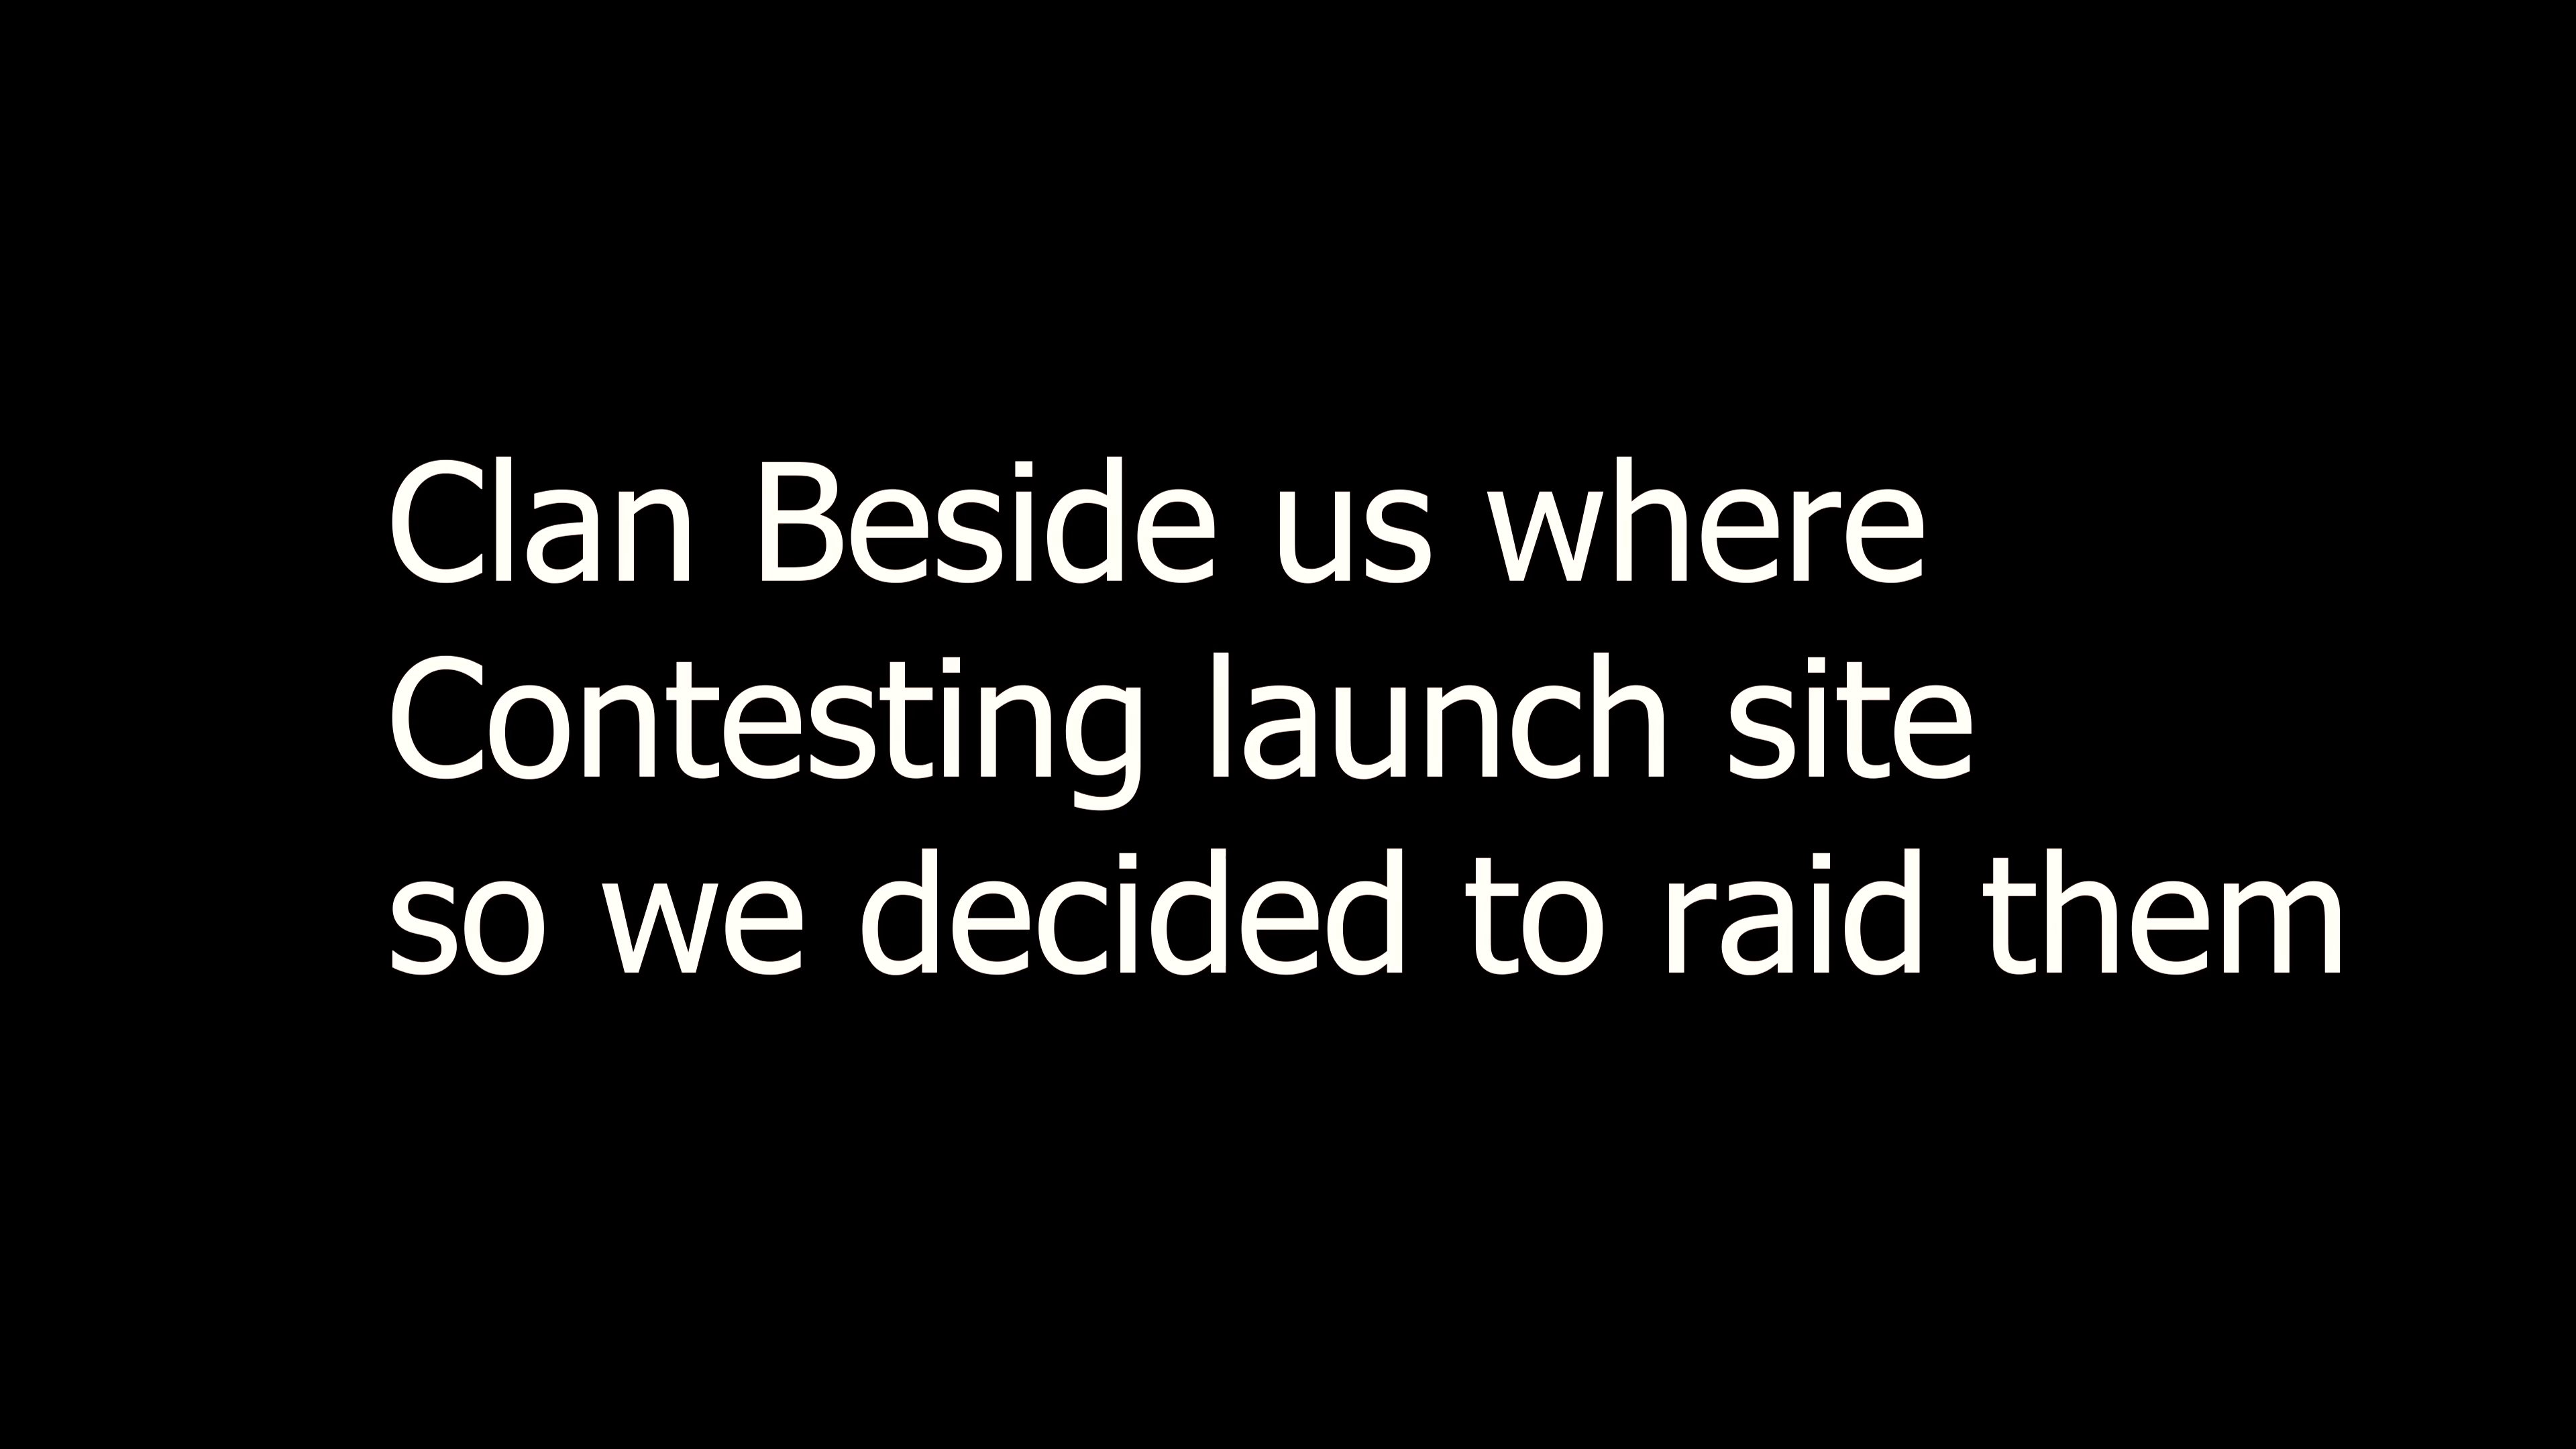 Clan Beside us where
Contesting launch site
so we decided to raid them